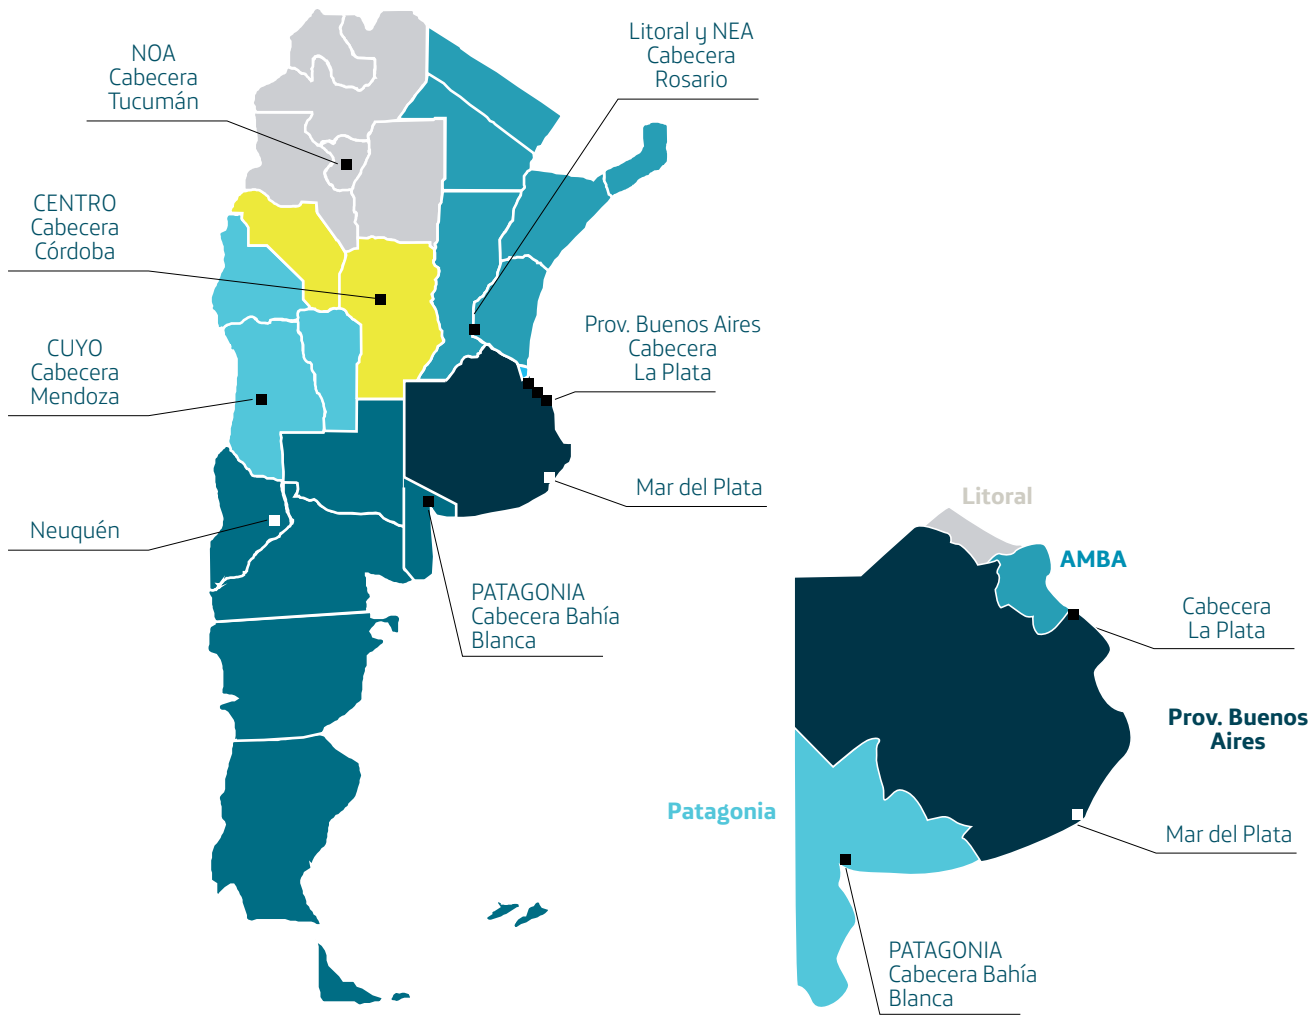 NOA
Cabecera
Tucumán
Litoral y NEA
Cabecera
Rosario
CENTRO
Cabecera
Córdoba
Prov. Buenos Aires
Cabecera
La Plata
CUYO
Cabecera
Mendoza
Mar del Plata
Neuquén
PATAGONIA
Cabecera Bahía
Blanca
Litoral
AMBA
Cabecera
La Plata
Prov. Buenos
Aires
Patagonia
Mar del Plata
PATAGONIA
Cabecera Bahía
Blanca